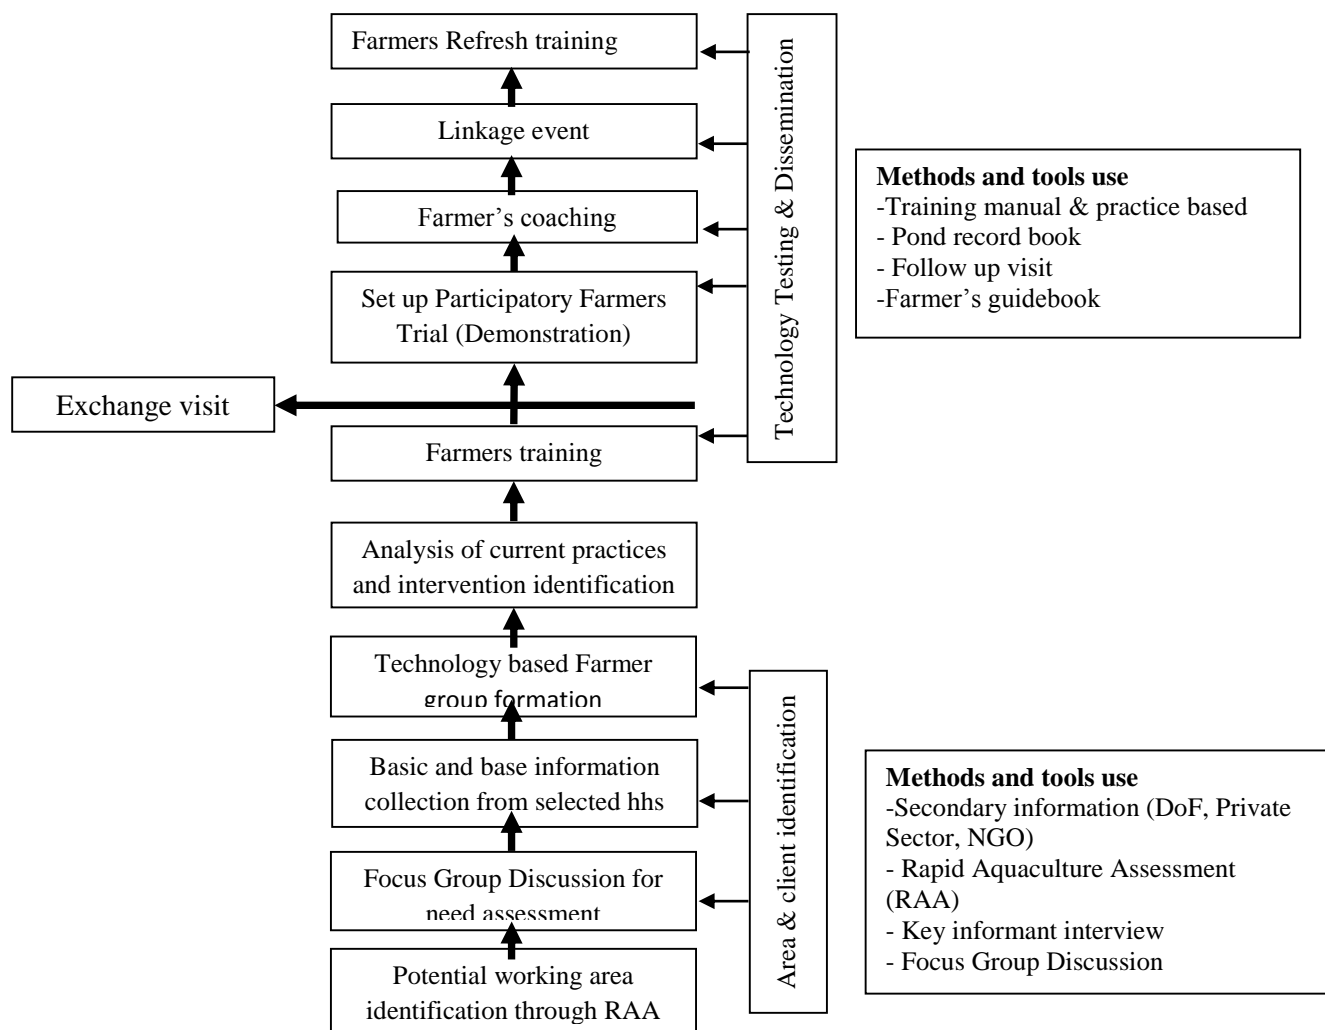 Farmers Refresh training
Linkage event
Farmer’s coaching
Set up Participatory Farmers
Trial (Demonstration)
Exchange visit
Farmers training
Analysis of current practices
and intervention identification
Technology based Farmer
group formation
Basic and base information
collection from selected hhs
Focus Group Discussion for
need assessment
Potential working area
identification through RAA
Technology Testing & Dissemination
Area & client identification
Methods and tools use
-Training manual & practice based
- Pond record book
- Follow up visit
-Farmer’s guidebook
Methods and tools use
-Secondary information (DoF, Private
Sector, NGO)
- Rapid Aquaculture Assessment
(RAA)
- Key informant interview
- Focus Group Discussion